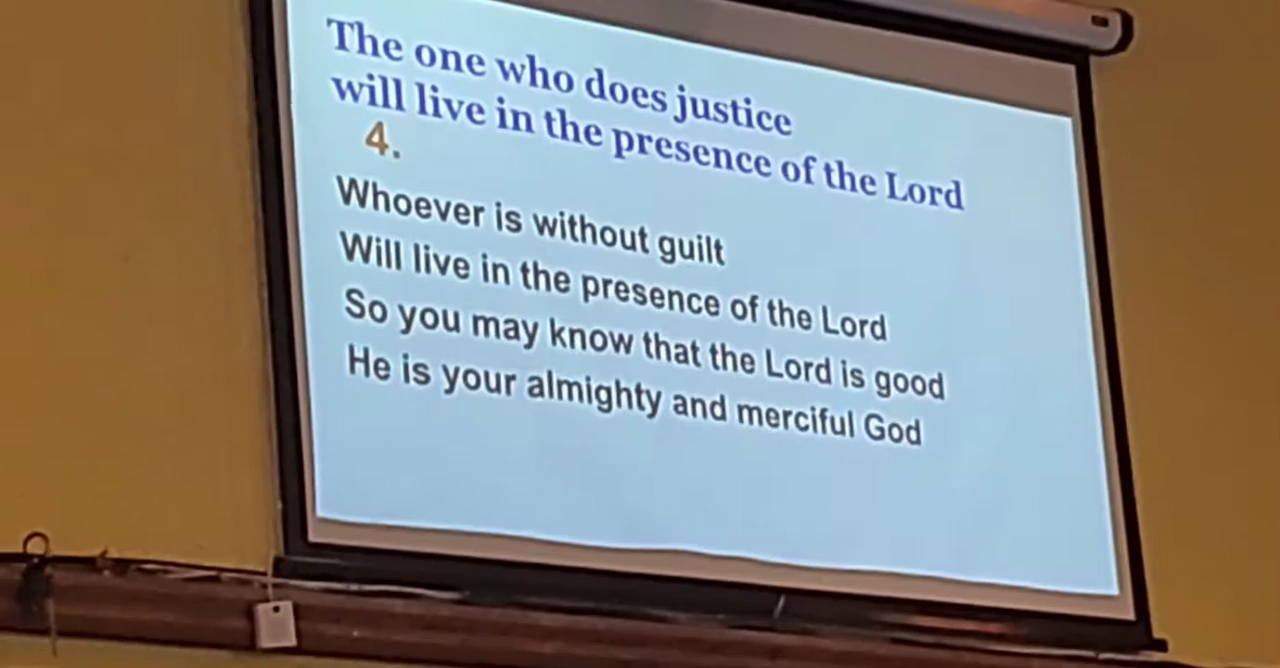 The one who does justice
will live in the presence of the Lord
4.
Whoever is without guilt
Will live in the presence of the Lord
So you may know that the Lord is good
He is your almighty and merciful God